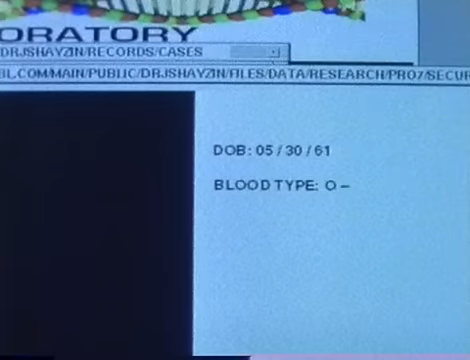 ORATORY
DRJSHAYZIN/RECORDS/CASES
BL.COM/MAIN/PUBLIC/DRJSHAYZIN/FILES/DATA/RESEARCH/PRO7/SECUR
DOB: 05 / 30 / 61
BLOOD TYPE: O –